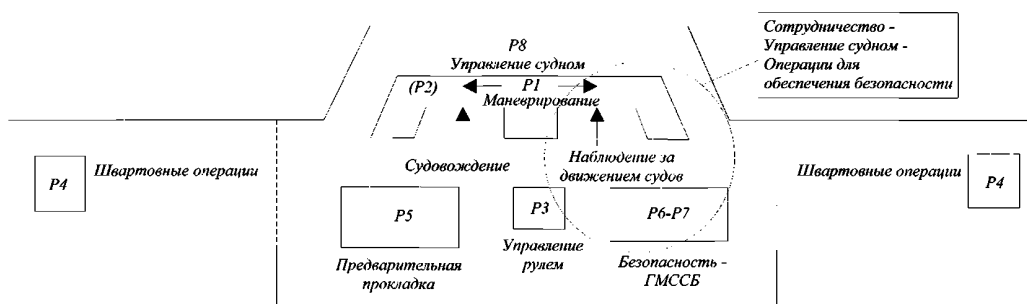 Сотрудничество -
Управление судном -
Операции для
обеспечения безопасности
P8
Управление судном
(P2)
P1
Маневрирование
Швартовные операции
P4
Судовождение
Наблюдение за
движением судов
Швартовные операции
P4
P5
P3
P6-P7
Предварительная
прокладка
Управление
рулем
Безопасность -
ГМССБ